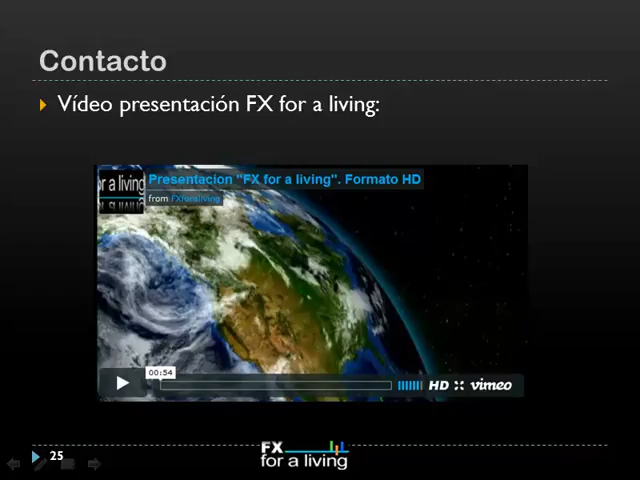 Contacto
Vídeo presentación FX for a living:
r a living
Presentacion "FX for a living". Formato HD
from FXforaliving
00:54
HD vimeo
25
FX
for a living